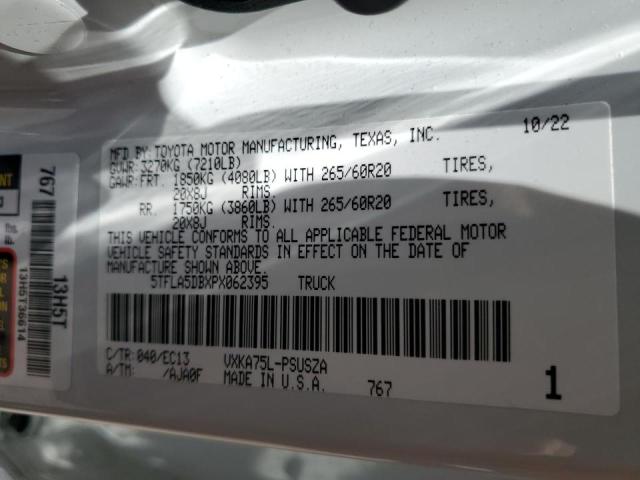 MFD BY TOYOTA MOTOR MANUFACTURING, TEXAS, INC. 10/22
GVWR 3270KG (7210LB)
GAWR:FRT. 1850KG (4080LB) WITH 265/60R20 TIRES,
20X8J RIMS.
RR. 1750KG (3860LB) WITH 265/60R20 TIRES,
20X8J RIMS.
THIS VEHICLE CONFORMS TO ALL APPLICABLE FEDERAL MOTOR
VEHICLE SAFETY STANDARDS IN EFFECT ON THE DATE OF
MANUFACTURE SHOWN ABOVE.
5TFLA5DBXPX062395 TRUCK
C/TR: 040/EC13 VXKA75L-PSUSZA
A/TM: /AJA0F MADE IN U.S.A. 767 1
767
13H5T
13H5T36614